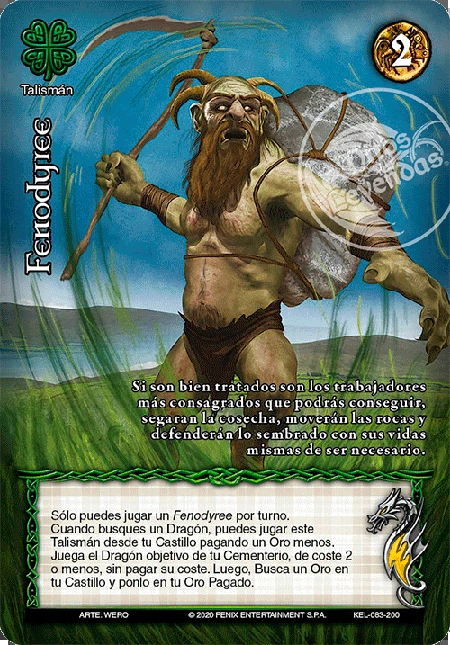 2
Talismán
Fenodyree
Mitos y
Leyendas
Si son bien tratados son los trabajadores
más consagrados que podrás conseguir,
segaran la cosecha, moverán las rocas y
defenderán lo sembrado con sus vidas
mismas de ser necesario.
Sólo puedes jugar un Fenodyree por turno.
Cuando busques un Dragón, puedes jugar este
Talismán desde tu Castillo pagando un Oro menos.
Juega el Dragón objetivo de tu Cementerio, de coste 2
o menos, sin pagar su coste. Luego, Busca un Oro en
tu Castillo y ponlo en tu Oro Pagado.
ARTE. WERO © 2020 FENIX ENTERTAINMENT S.P.A. KEL-083-200